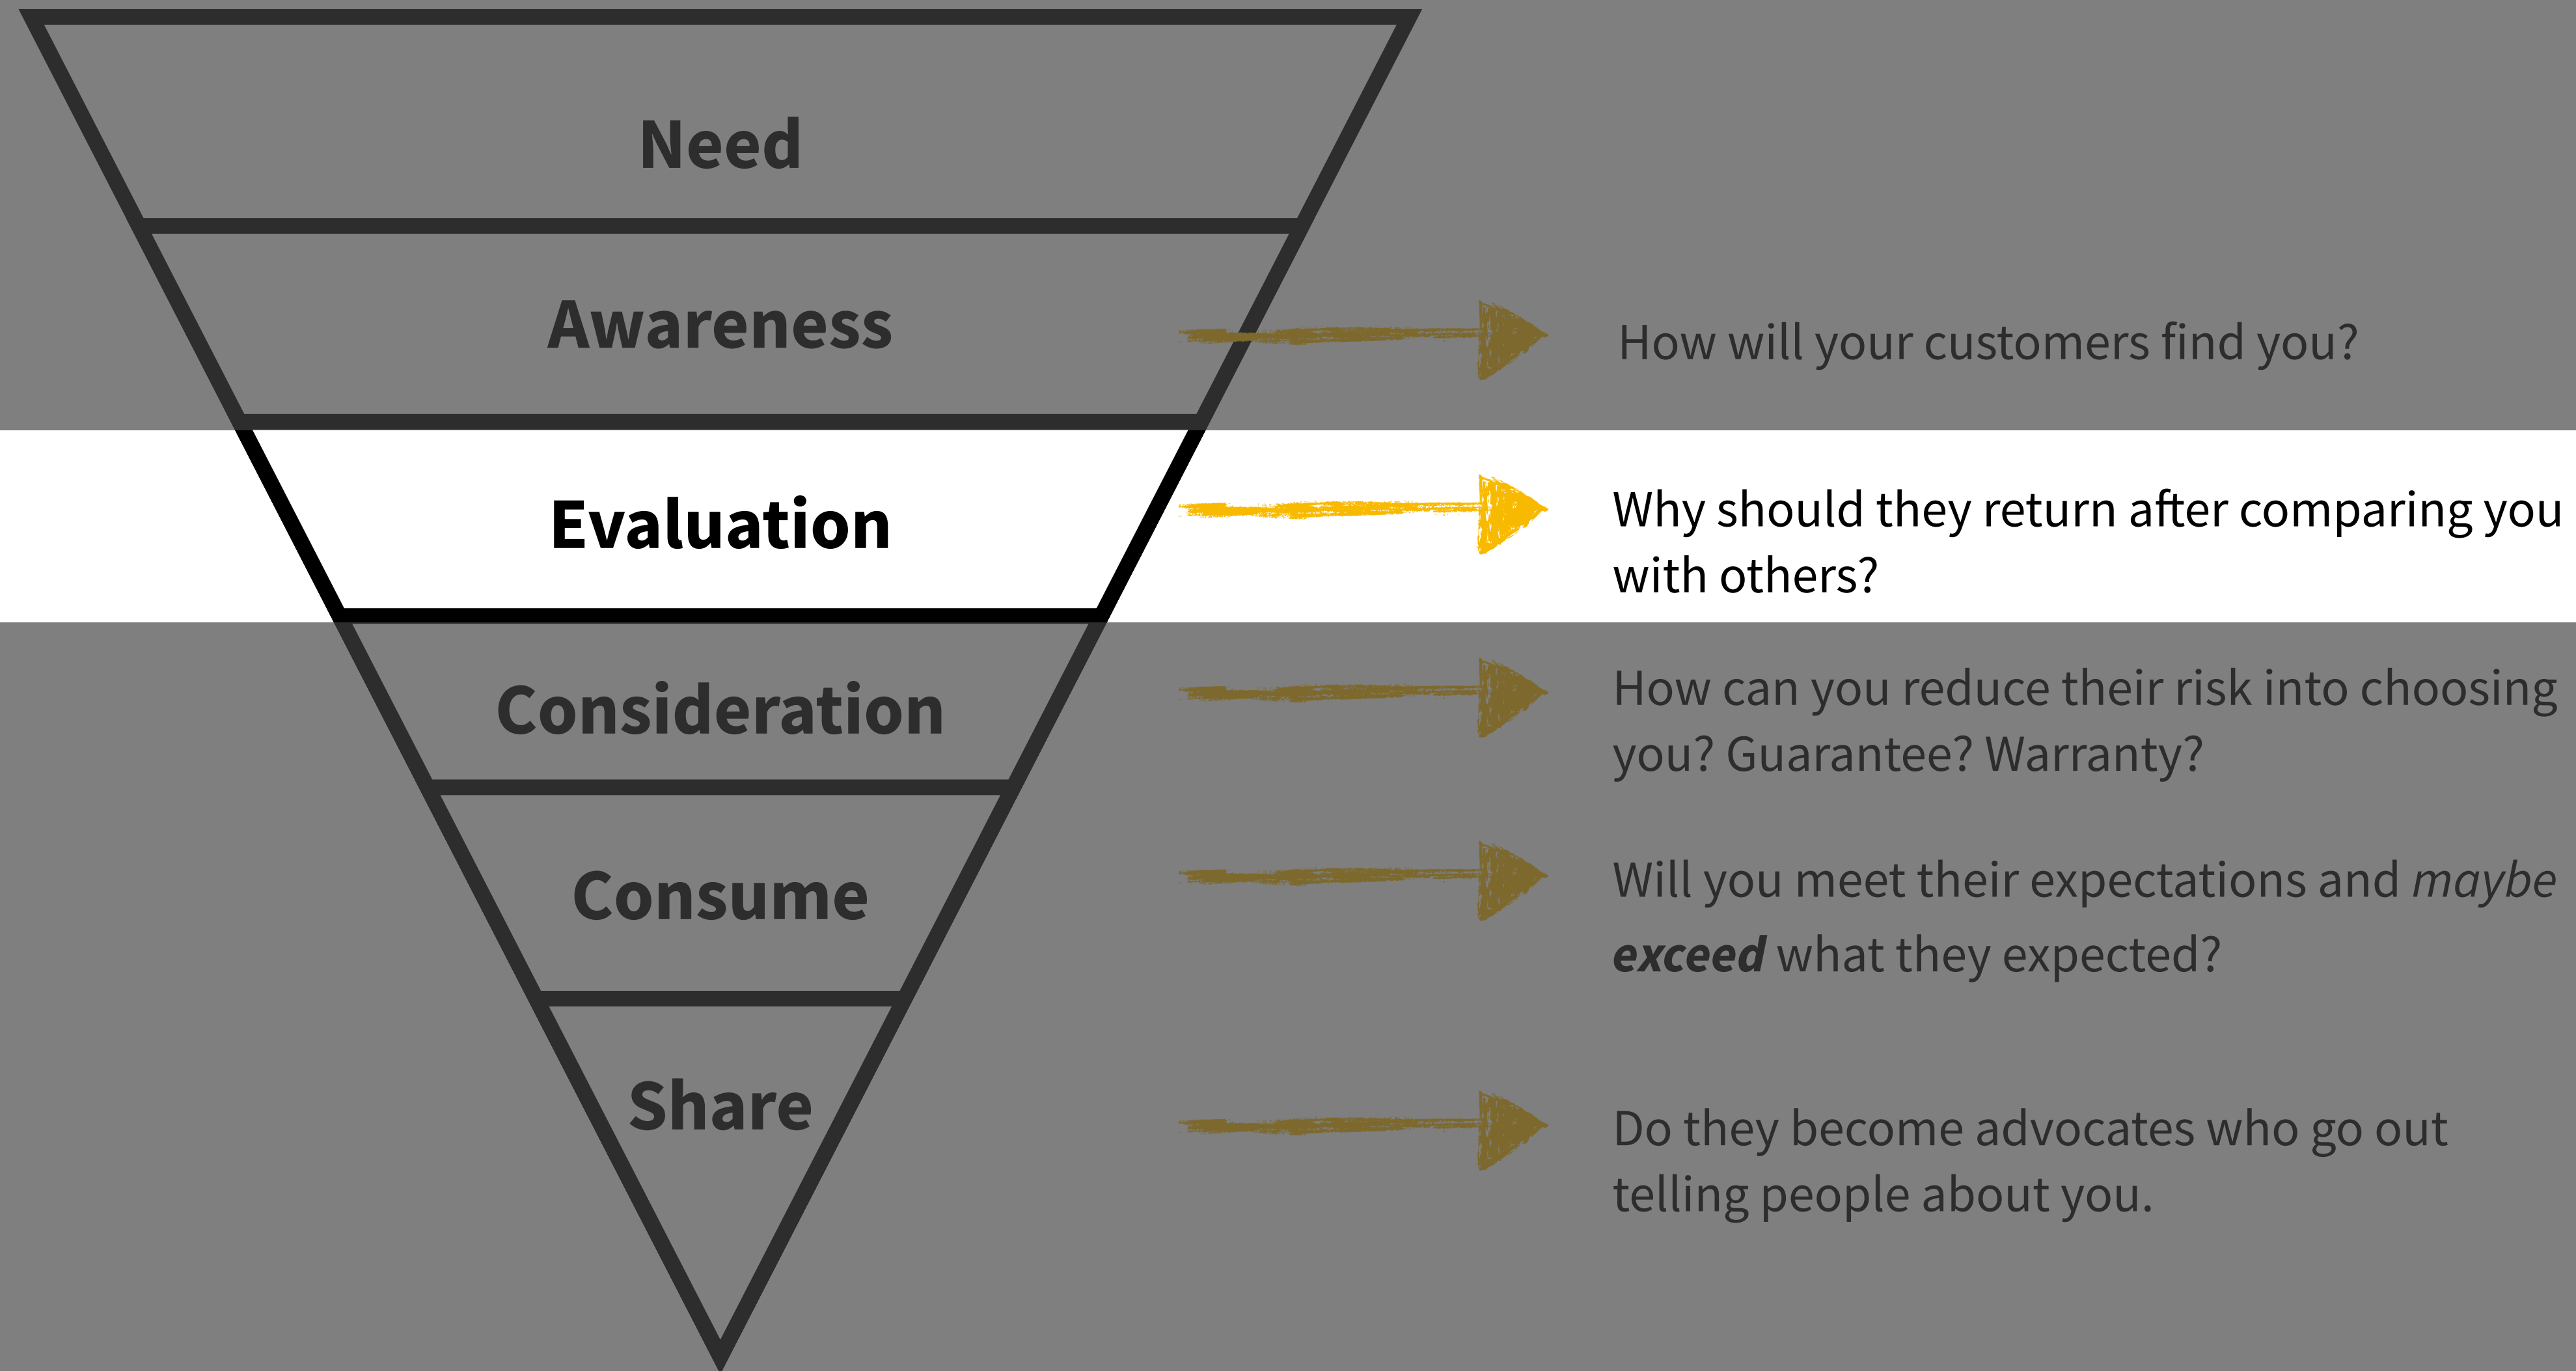 Need
Awareness
How will your customers find you?
Evaluation
Why should they return after comparing you
with others?
Consideration
How can you reduce their risk into choosing
you? Guarantee? Warranty?
Consume
Will you meet their expectations and maybe
exceed what they expected?
Share
Do they become advocates who go out
telling people about you.